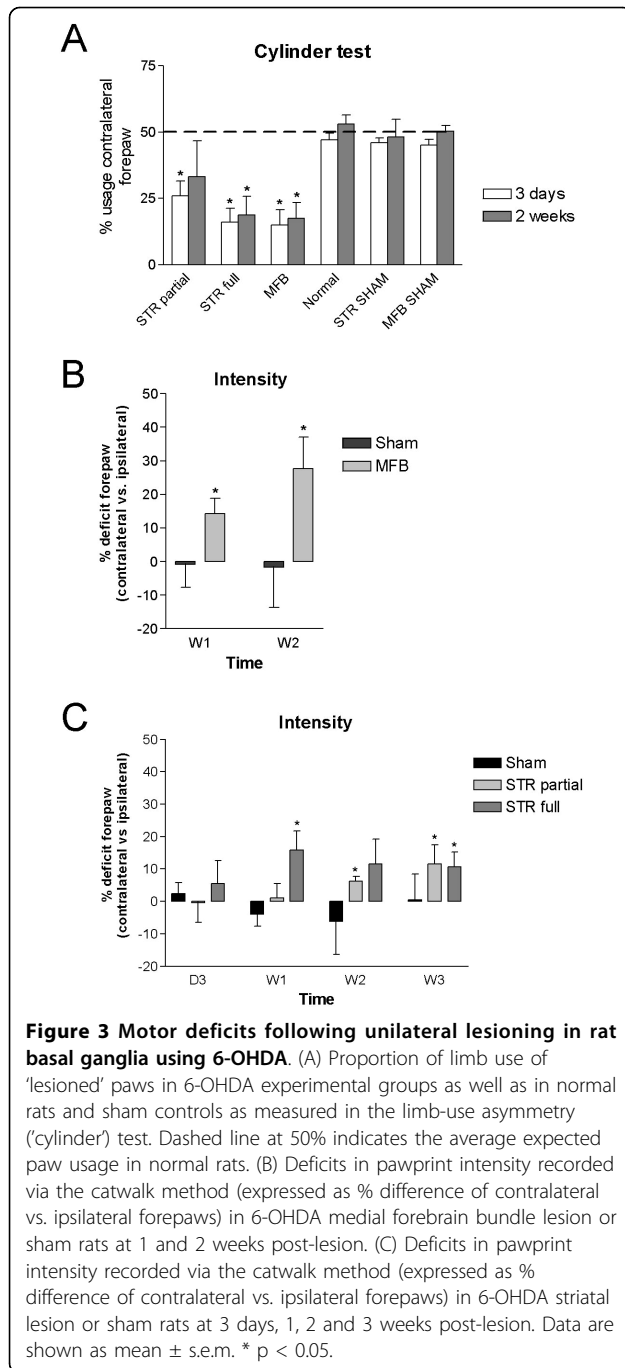 A
Cylinder test
% usage contralateral
forepaw
75
50
25
0
* * * * *
3 days
2 weeks
STR partial
STR full
MFB
Normal
STR SHAM
MFB SHAM
B
Intensity
% deficit forepaw
(contralateral vs. ipsilateral)
50
40
30
20
10
0
-10
-20
* *
Sham
MFB
W1 W2
Time
C
Intensity
% deficit forepaw
(contralateral vs ipsilateral)
50
40
30
20
10
0
-10
-20
* * * *
Sham
STR partial
STR full
D3 W1 W2 W3
Time
Figure 3 Motor deficits following unilateral lesioning in rat
basal ganglia using 6-OHDA. (A) Proportion of limb use of
‘lesioned’ paws in 6-OHDA experimental groups as well as in normal
rats and sham controls as measured in the limb-use asymmetry
(’cylinder’) test. Dashed line at 50% indicates the average expected
paw usage in normal rats. (B) Deficits in pawprint intensity recorded
via the catwalk method (expressed as % difference of contralateral
vs. ipsilateral forepaws) in 6-OHDA medial forebrain bundle lesion or
sham rats at 1 and 2 weeks post-lesion. (C) Deficits in pawprint
intensity recorded via the catwalk method (expressed as %
difference of contralateral vs. ipsilateral forepaws) in 6-OHDA striatal
lesion or sham rats at 3 days, 1, 2 and 3 weeks post-lesion. Data are
shown as mean ± s.e.m. * p < 0.05.